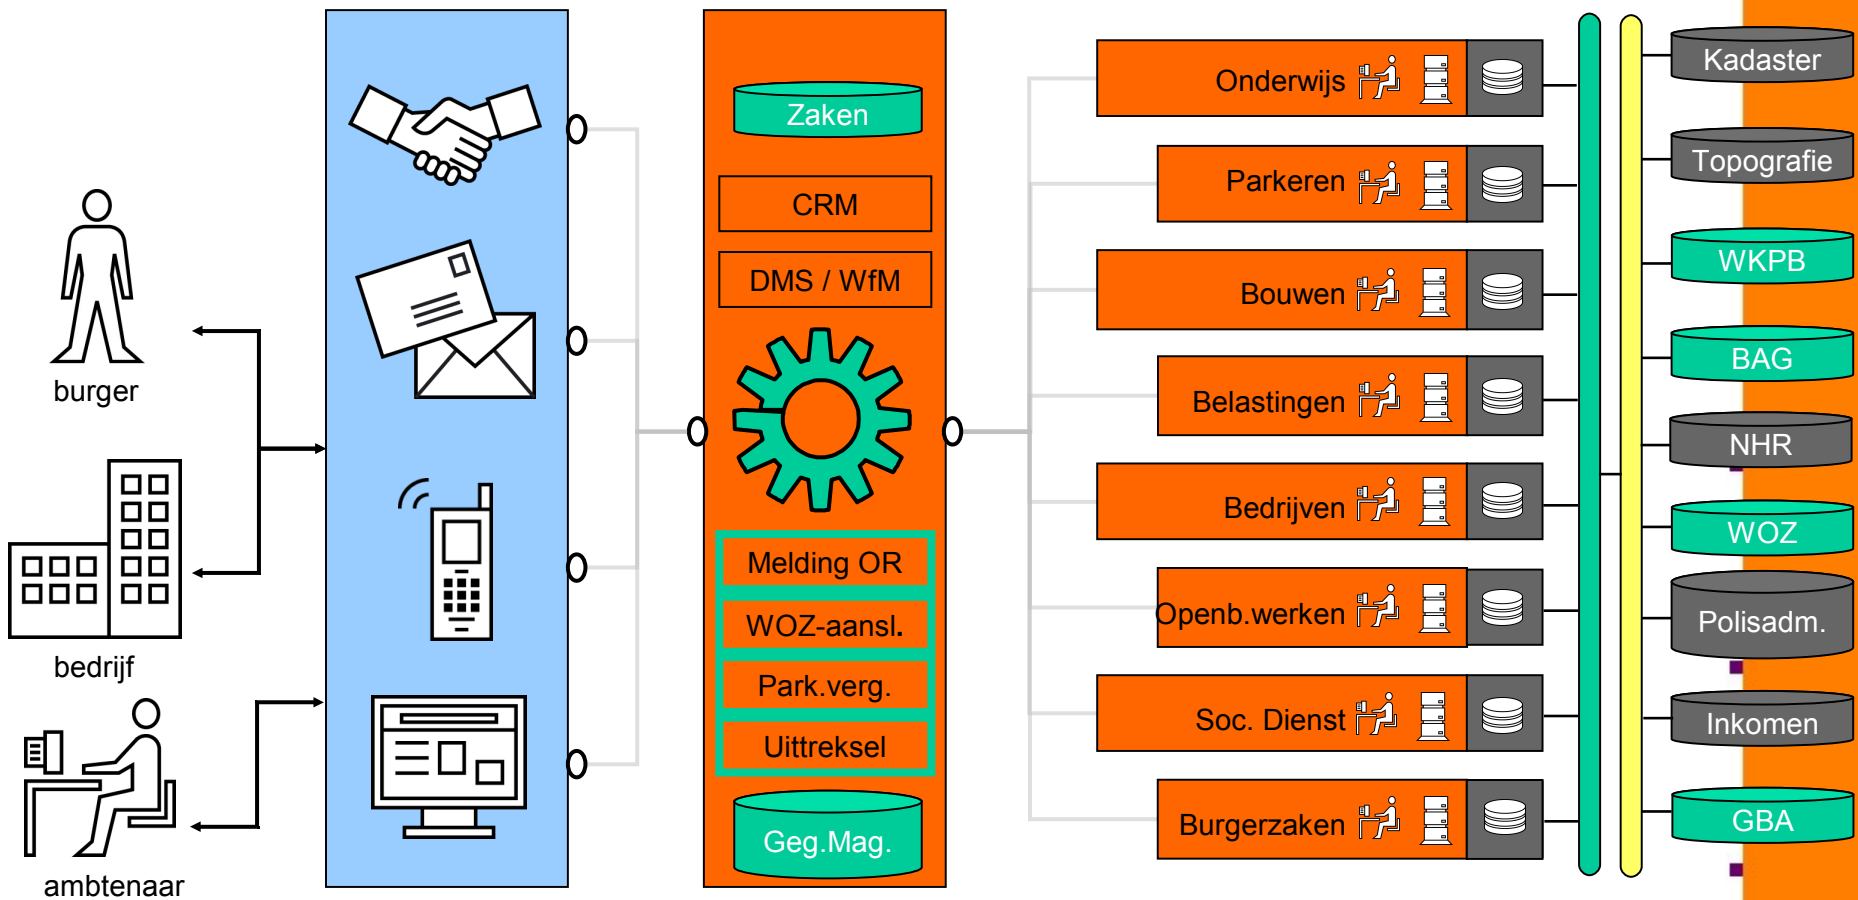 burger
bedrijf
ambtenaar
Zaken
CRM
DMS / WfM
Melding OR
WOZ-aansl.
Park.verg.
Uittreksel
Geg.Mag.
Onderwijs
Parkeren
Bouwen
Belastingen
Bedrijven
Openb.werken
Soc. Dienst
Burgerzaken
Kadaster
Topografie
WKPB
BAG
NHR
WOZ
Polisadm.
Inkomen
GBA